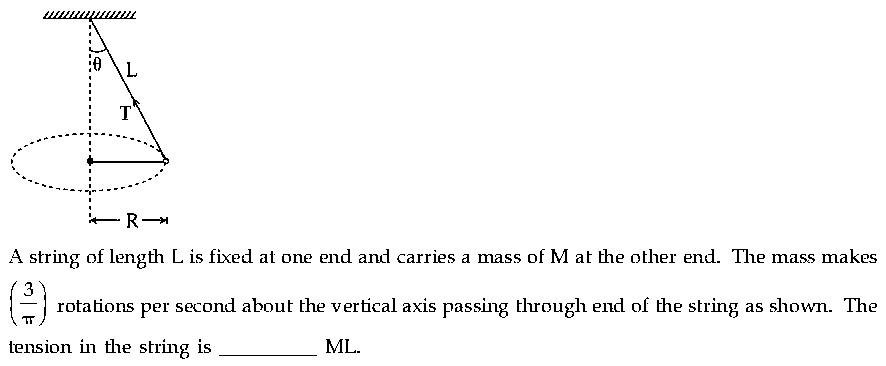 θ
L
T
R
A string of length L is fixed at one end and carries a mass of M at the other end. The mass makes
(3/π) rotations per second about the vertical axis passing through end of the string as shown. The
tension in the string is __________ ML.